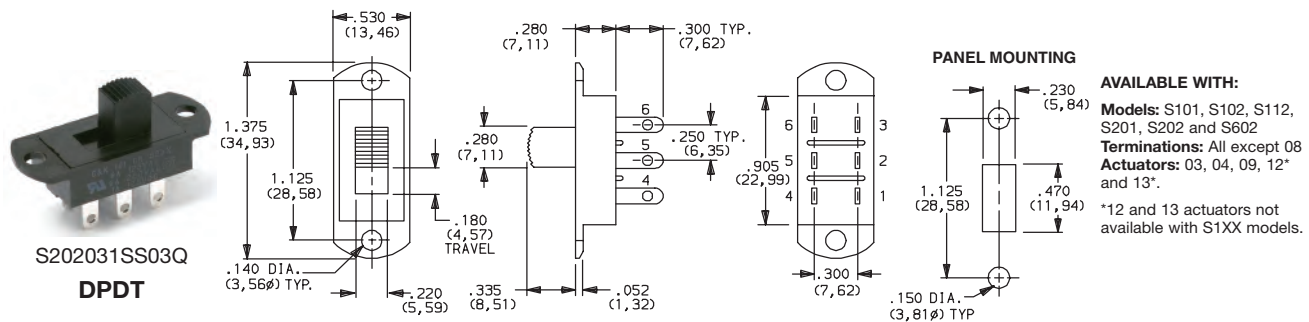 S202031SS03Q
DPDT
.530
(13,46)
1.375
(34,93)
1.125
(28,58)
.180
(4,57)
TRAVEL
.140 DIA.
(3,56ø) TYP.
.220
(5,59)
.280
(7,11)
.300 TYP.
(7,62)
.280
(7,11)
6
5
4
.250 TYP.
(6,35)
.335
(8,51)
.052
(1,32)
6 3
5 2
4 1
.905
(22,99)
.300
(7,62)
PANEL MOUNTING
.230
(5,84)
1.125
(28,58)
.470
(11,94)
.150 DIA.
(3,81ø) TYP
AVAILABLE WITH:
Models: S101, S102, S112,
S201, S202 and S602
Terminations: All except 08
Actuators: 03, 04, 09, 12*
and 13*.
*12 and 13 actuators not
available with S1XX models.